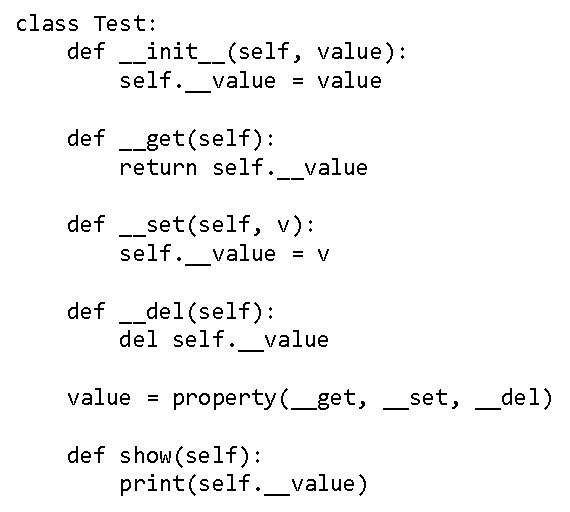 class Test:
    def __init__(self, value):
        self.__value = value

    def __get(self):
        return self.__value

    def __set(self, v):
        self.__value = v

    def __del(self):
        del self.__value

    value = property(__get, __set, __del)

    def show(self):
        print(self.__value)